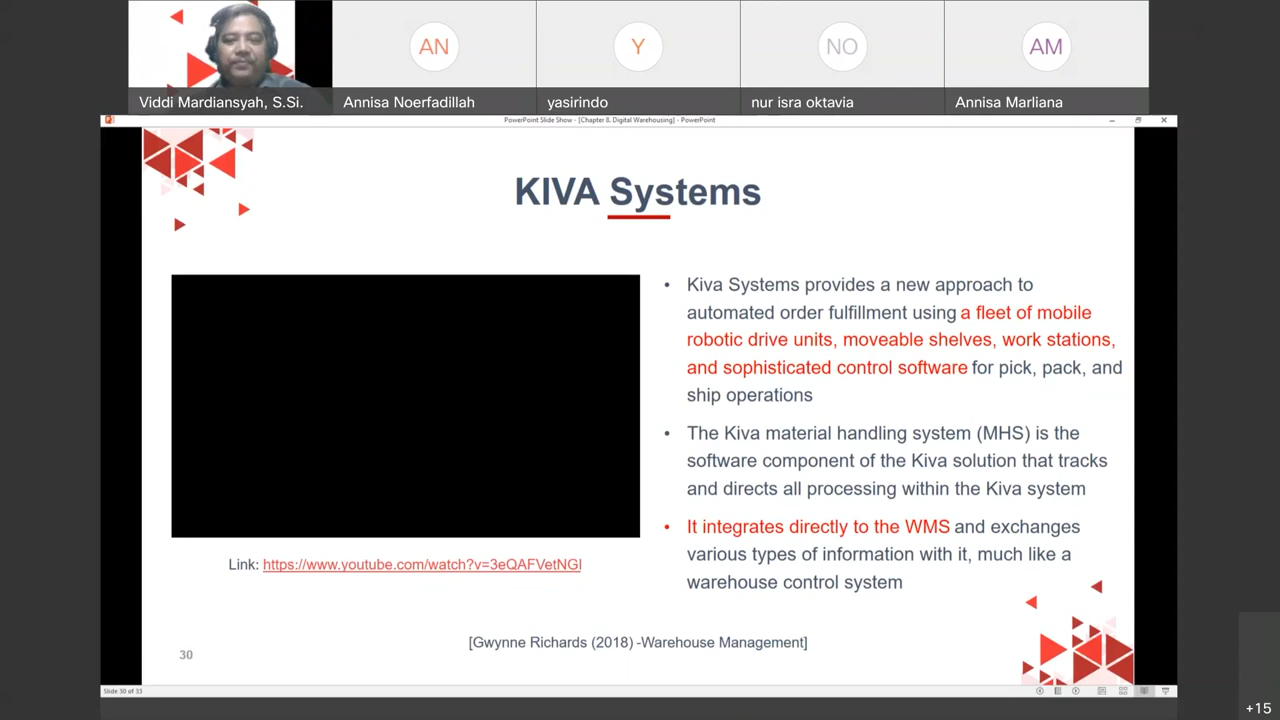 AN
Y
NO
AM
Viddi Mardiansyah, S.Si.
Annisa Noerfadillah
yasirindo
nur isra oktavia
Annisa Marliana
PowerPoint Slide Show - [Chapter 8. Digital Warehousing] - PowerPoint
KIVA Systems
• Kiva Systems provides a new approach to
automated order fulfillment using a fleet of mobile
robotic drive units, moveable shelves, work stations,
and sophisticated control software for pick, pack, and
ship operations
• The Kiva material handling system (MHS) is the
software component of the Kiva solution that tracks
and directs all processing within the Kiva system
• It integrates directly to the WMS and exchanges
various types of information with it, much like a
warehouse control system
Link: https://www.youtube.com/watch?v=3eQAFVetNGI
[Gwynne Richards (2018) -Warehouse Management]
30
Slide 30 of 33
+15